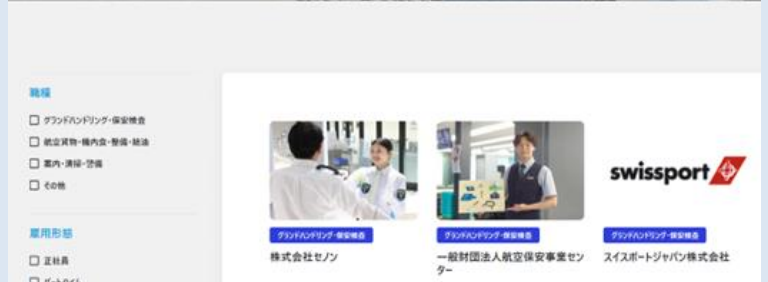 職種
グランドハンドリング・保安検査
航空貨物・機内食・整備・給油
案内・清掃・警備
その他
雇用形態
正社員
パートタイム
swissport
グランドハンドリング・保安検査
グランドハンドリング・保安検査
グランドハンドリング・保安検査
株式会社セノン
一般財団法人航空保安事業セン
ター
スイスポートジャパン株式会社